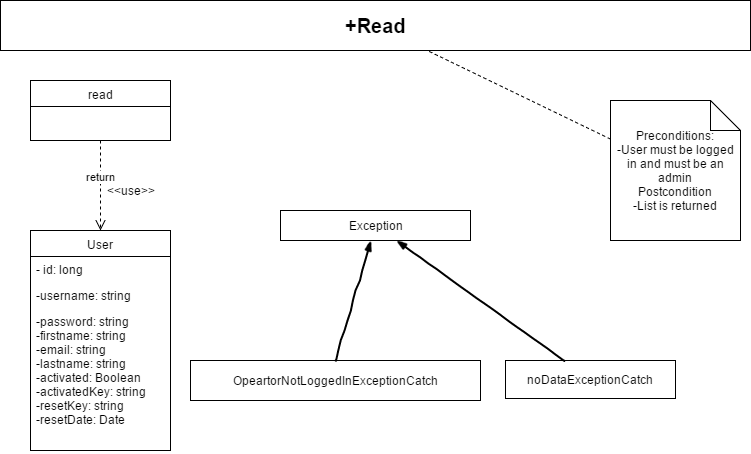 +Read
read
return
<<use>>
User
- id: long
-username: string
-password: string
-firstname: string
-email: string
-lastname: string
-activated: Boolean
-activatedKey: string
-resetKey: string
-resetDate: Date
Exception
OpeartorNotLoggedInExceptionCatch
noDataExceptionCatch
Preconditions:
-User must be logged
in and must be an
admin
Postcondition
-List is returned